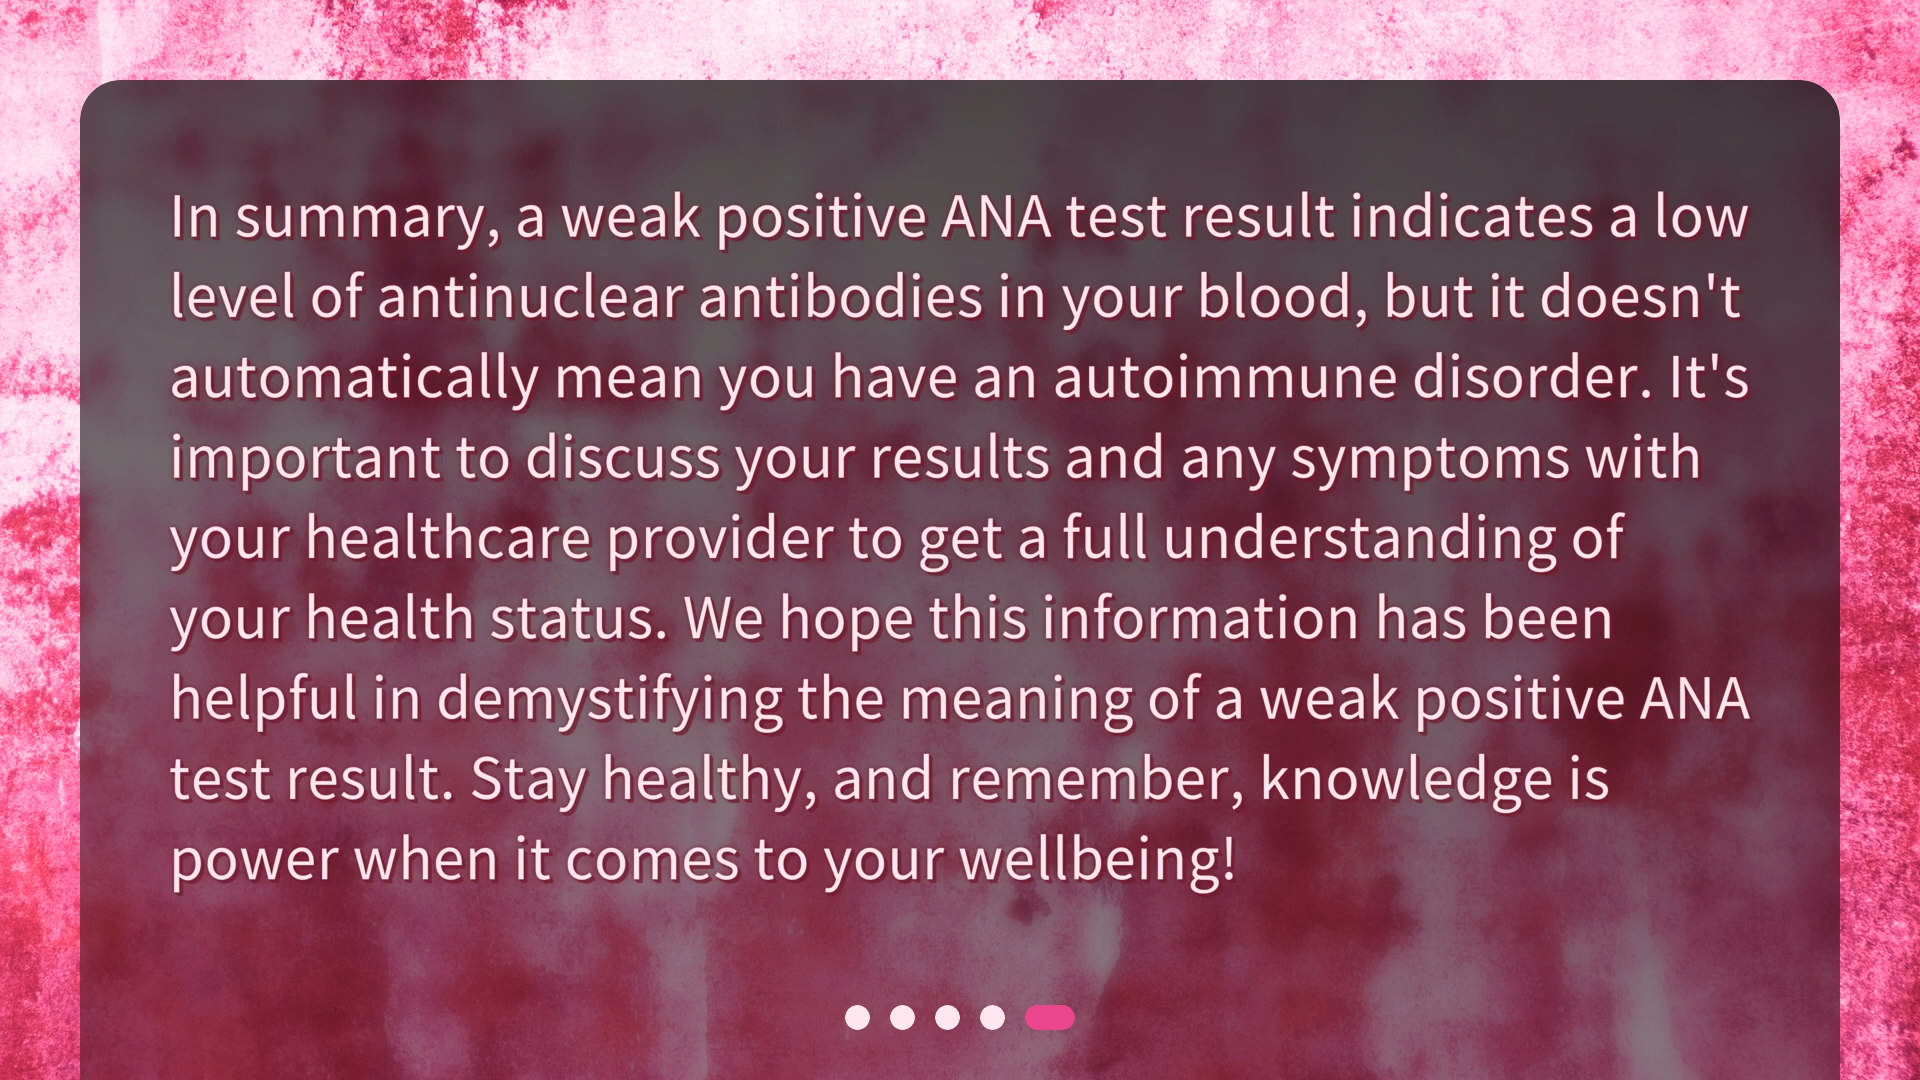 In summary, a weak positive ANA test result indicates a low
level of antinuclear antibodies in your blood, but it doesn't
automatically mean you have an autoimmune disorder. It's
important to discuss your results and any symptoms with
your healthcare provider to get a full understanding of
your health status. We hope this information has been
helpful in demystifying the meaning of a weak positive ANA
test result. Stay healthy, and remember, knowledge is
power when it comes to your wellbeing!